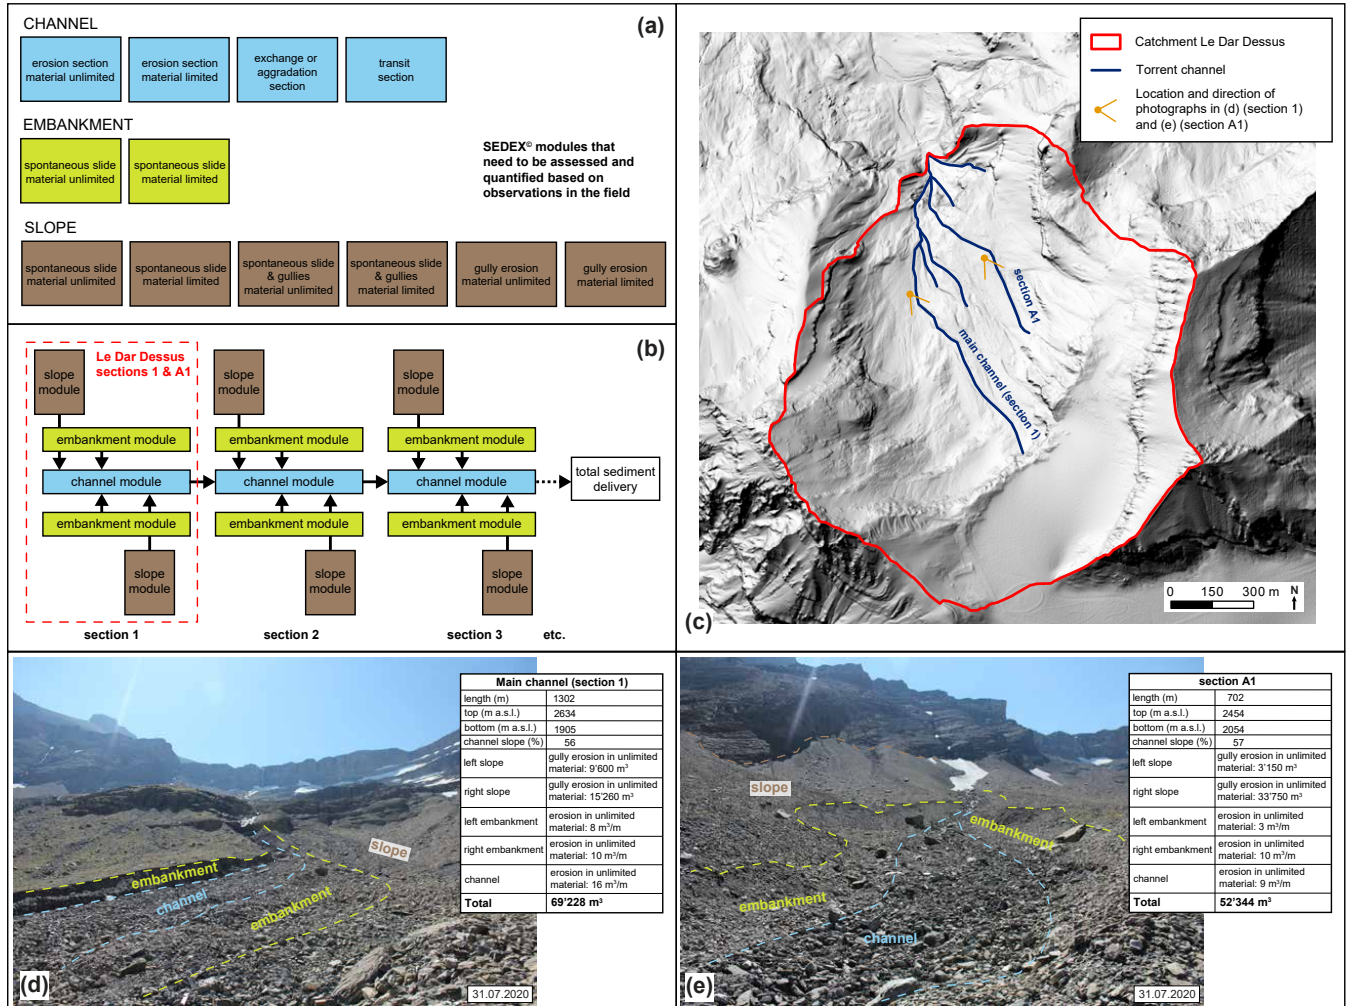 CHANNEL
(a)
erosion section
material unlimited
erosion section
material limited
exchange or
aggradation
section
transit
section
EMBANKMENT
spontaneous slide
material unlimited
spontaneous slide
material limited
SEDEX© modules that
need to be assessed and
quantified based on
observations in the field
SLOPE
spontaneous slide
material unlimited
spontaneous slide
material limited
spontaneous slide
& gullies
material unlimited
spontaneous slide
& gullies
material limited
gully erosion
material unlimited
gully erosion
material limited
(b)
Le Dar Dessus
sections 1 & A1
slope
module
slope
module
slope
module
embankment module
embankment module
embankment module
channel module
channel module
channel module
total sediment
delivery
embankment module
embankment module
embankment module
slope
module
slope
module
slope
module
section 1
section 2
section 3
etc.
Catchment Le Dar Dessus
Torrent channel
Location and direction of
photographs in (d) (section 1)
and (e) (section A1)
section A1
main channel (section 1)
0 150 300 m
N
(c)
Main channel (section 1)
length (m) 1302
top (m a.s.l.) 2634
bottom (m a.s.l.) 1905
channel slope (%) 56
left slope gully erosion in unlimited
material: 9'600 m³
right slope gully erosion in unlimited
material: 15'260 m³
left embankment erosion in unlimited
material: 8 m³/m
right embankment erosion in unlimited
material: 10 m³/m
channel erosion in unlimited
material: 16 m³/m
Total 69'228 m³
slope
embankment
channel
embankment
(d)
31.07.2020
section A1
length (m) 702
top (m a.s.l.) 2454
bottom (m a.s.l.) 2054
channel slope (%) 57
left slope gully erosion in unlimited
material: 3'150 m³
right slope gully erosion in unlimited
material: 33'750 m³
left embankment erosion in unlimited
material: 3 m³/m
right embankment erosion in unlimited
material: 10 m³/m
channel erosion in unlimited
material: 9 m³/m
Total 52'344 m³
slope
embankment
embankment
channel
(e)
31.07.2020